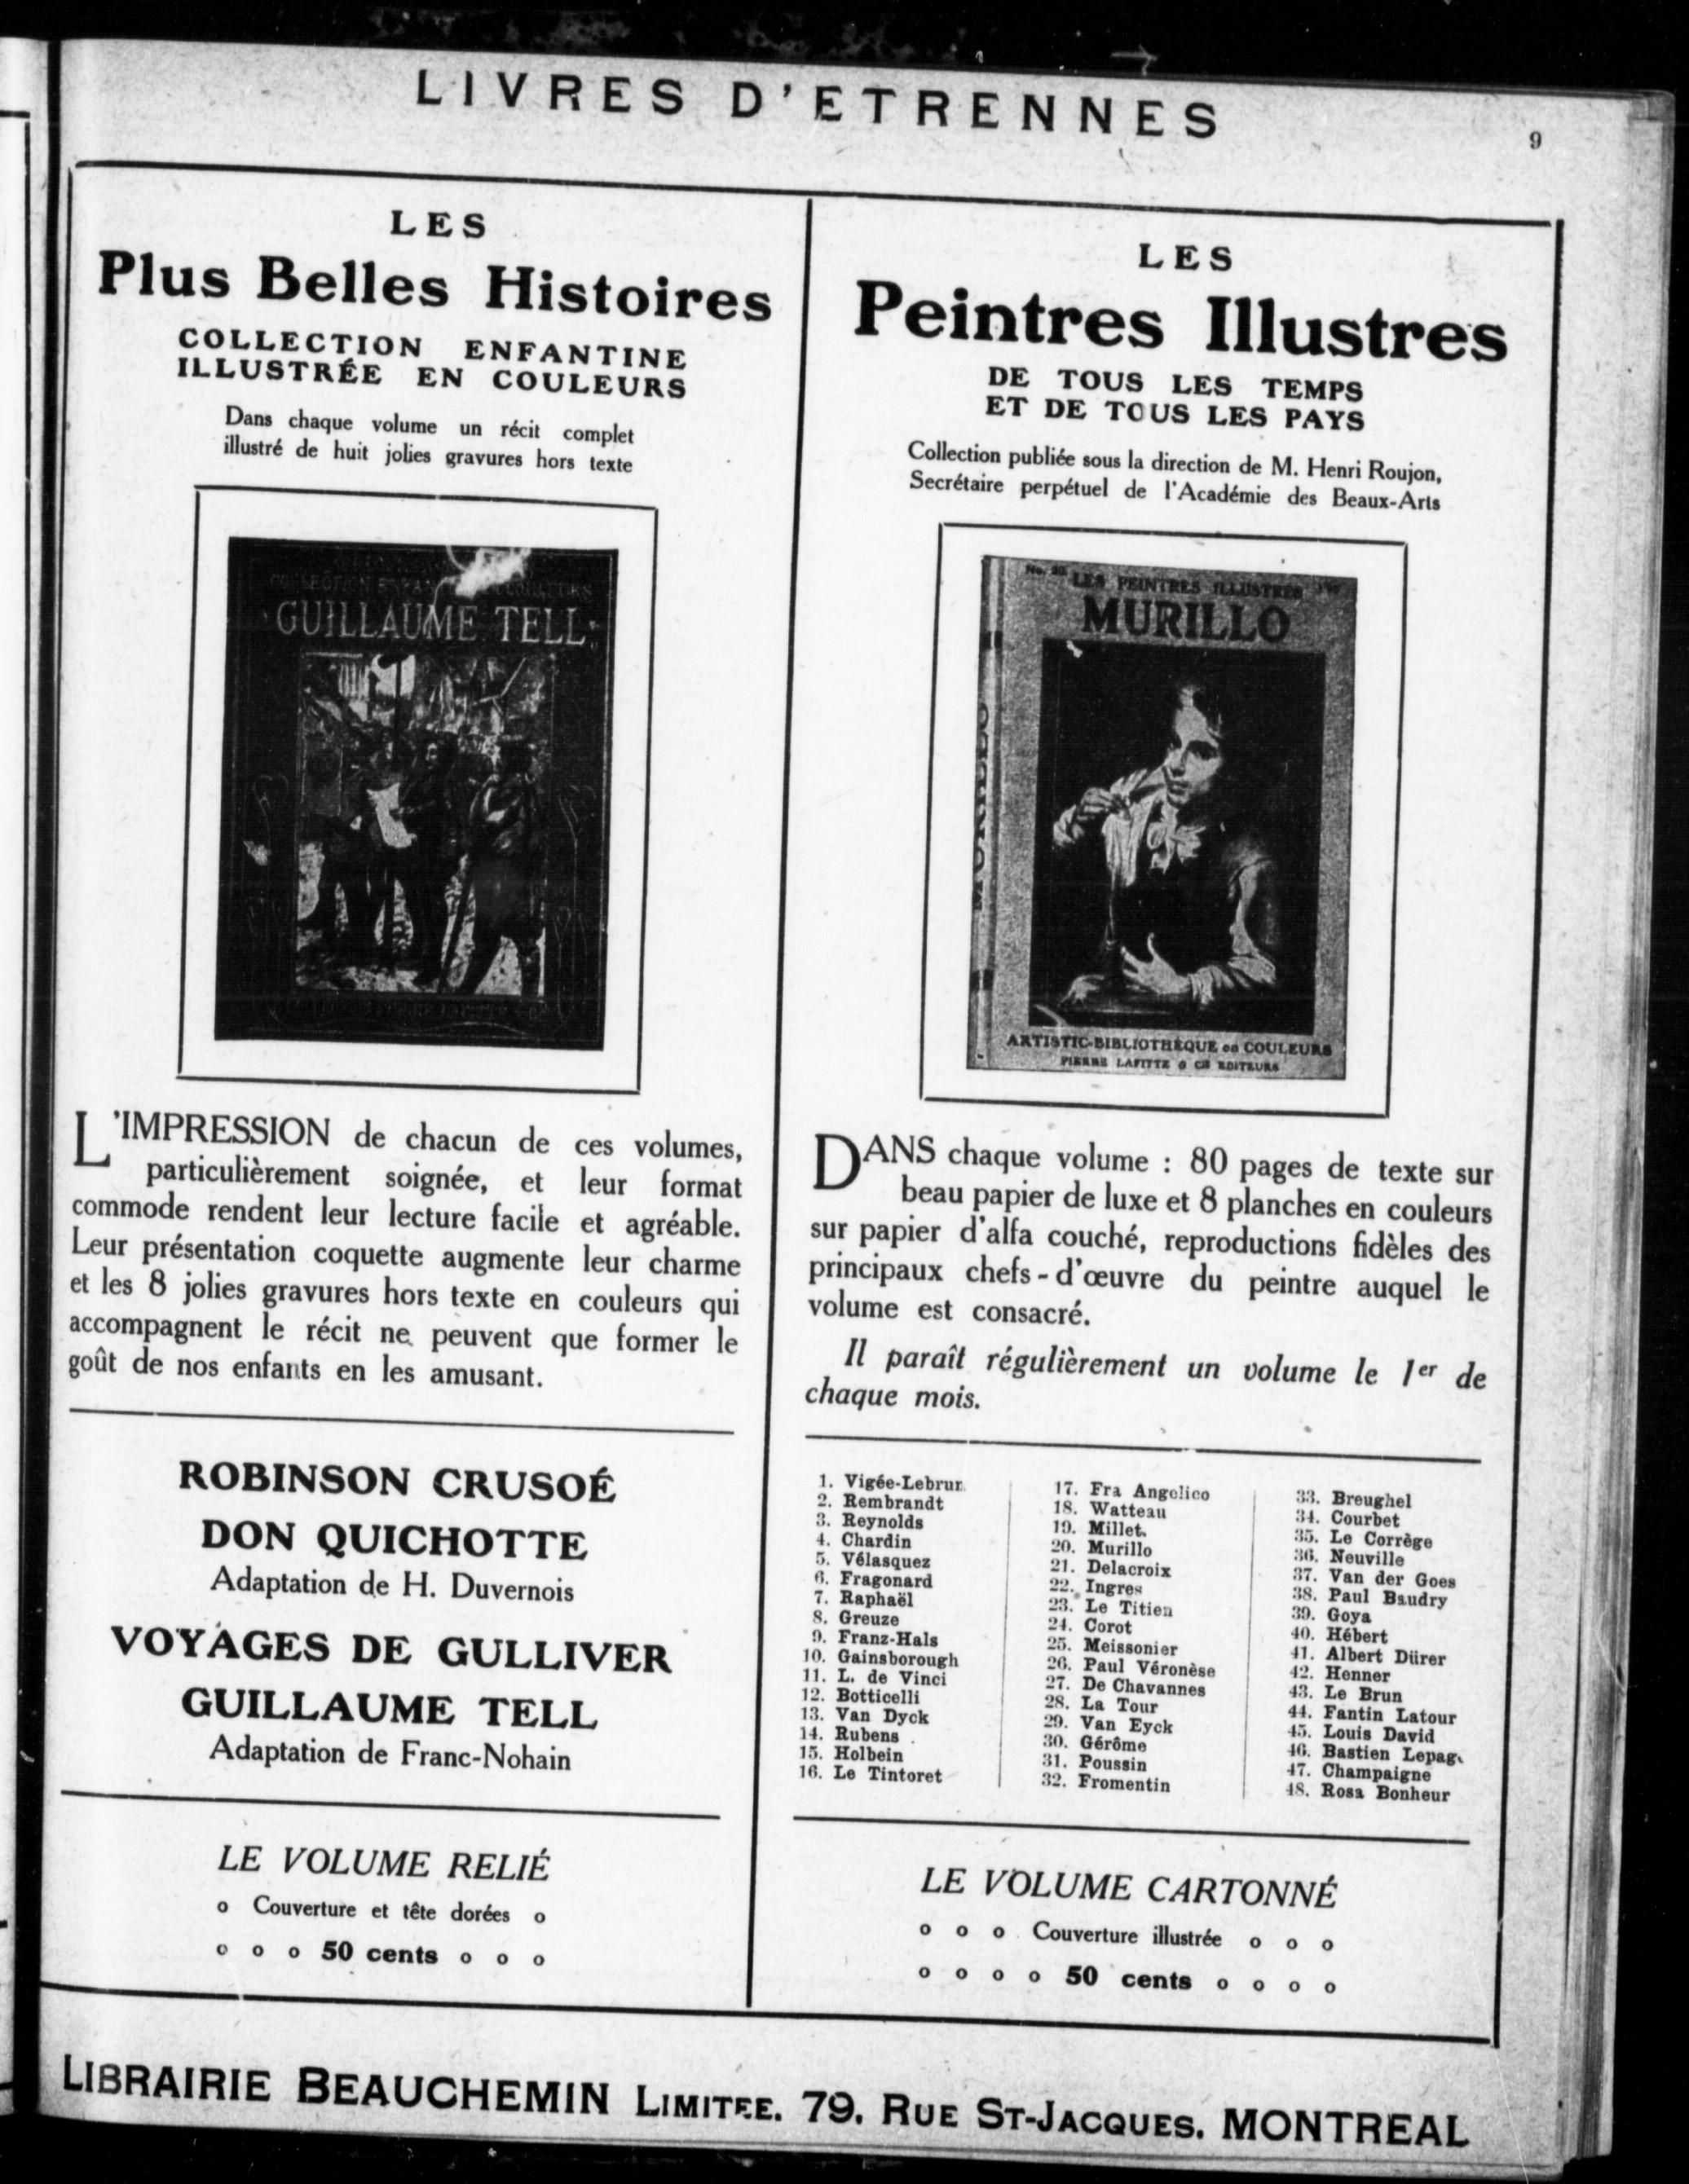 LIVRES D'ETRENNES
9
LES
Plus Belles Histoires
COLLECTION ENFANTINE
ILLUSTRÉE EN COULEURS
Dans chaque volume un récit complet
illustré de huit jolies gravures hors texte
GUILLAUME TELL
L'IMPRESSION de chacun de ces volumes,
particulièrement soignée, et leur format
commode rendent leur lecture facile et agréable.
Leur présentation coquette augmente leur charme
et les 8 jolies gravures hors texte en couleurs qui
accompagnent le récit ne peuvent que former le
goût de nos enfants en les amusant.
ROBINSON CRUSOÉ
DON QUICHOTTE
Adaptation de H. Duvernois
VOYAGES DE GULLIVER
GUILLAUME TELL
Adaptation de Franc-Nohain
LE VOLUME RELIÉ
o Couverture et tête dorées o
o o o 50 cents o o o
LES
Peintres Illustres
DE TOUS LES TEMPS
ET DE TOUS LES PAYS
Collection publiée sous la direction de M. Henri Roujon,
Secrétaire perpétuel de l'Académie des Beaux-Arts
LES PEINTRES ILLUSTRES
MURILLO
MURILLO
ARTISTIC-BIBLIOTHÈQUE en COULEURS
PIERRE LAFITTE & Cie EDITEURS
DANS chaque volume : 80 pages de texte sur
beau papier de luxe et 8 planches en couleurs
sur papier d'alfa couché, reproductions fidèles des
principaux chefs-d'œuvre du peintre auquel le
volume est consacré.
Il paraît régulièrement un volume le 1er de
chaque mois.
1. Vigée-Lebrun
2. Rembrandt
3. Reynolds
4. Chardin
5. Vélasquez
6. Fragonard
7. Raphaël
8. Greuze
9. Franz-Hals
10. Gainsborough
11. L. de Vinci
12. Botticelli
13. Van Dyck
14. Rubens
15. Holbein
16. Le Tintoret
17. Fra Angelico
18. Watteau
19. Millet
20. Murillo
21. Delacroix
22. Ingres
23. Le Titien
24. Corot
25. Meissonier
26. Paul Véronèse
27. De Chavannes
28. La Tour
29. Van Eyck
30. Gérôme
31. Poussin
32. Fromentin
33. Breughel
34. Courbet
35. Le Corrège
36. Neuville
37. Van der Goes
38. Paul Baudry
39. Goya
40. Hébert
41. Albert Dürer
42. Henner
43. Le Brun
44. Fantin Latour
45. Louis David
46. Bastien Lepage
47. Champaigne
48. Rosa Bonheur
LE VOLUME CARTONNÉ
o o o Couverture illustrée o o o
o o o o 50 cents o o o o
LIBRAIRIE BEAUCHEMIN LIMITEE. 79, RUE ST-JACQUES, MONTREAL